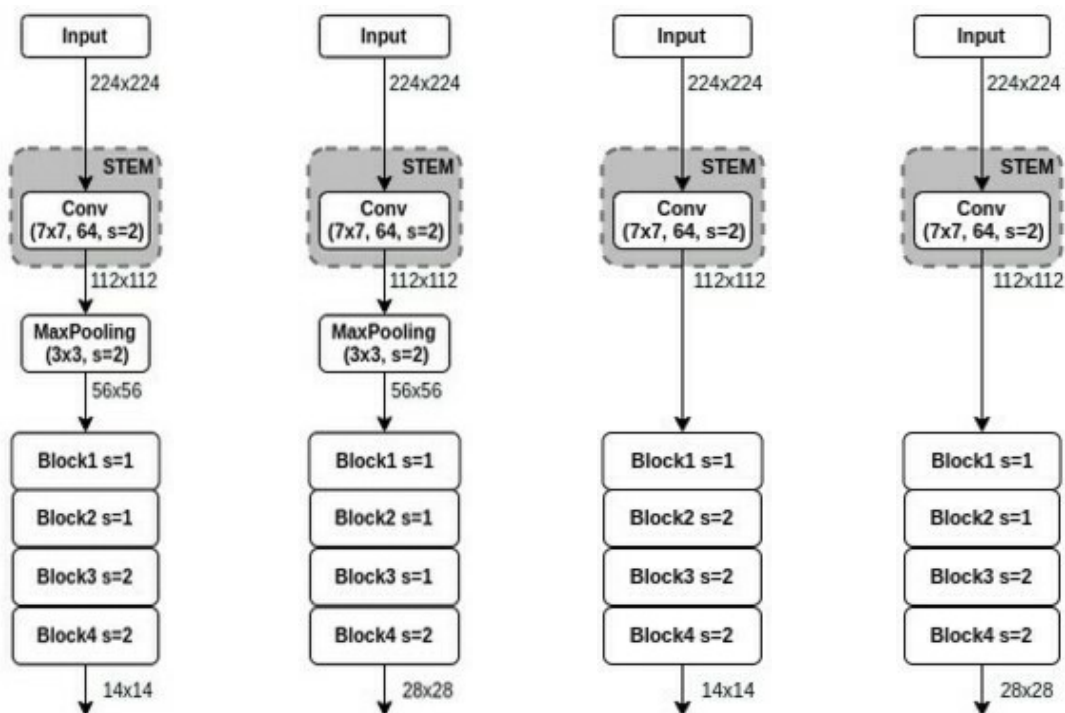 Input
224x224
STEM
Conv
(7x7, 64, s=2)
112x112
MaxPooling
(3x3, s=2)
56x56
Block1 s=1
Block2 s=1
Block3 s=2
Block4 s=2
14x14
Input
224x224
STEM
Conv
(7x7, 64, s=2)
112x112
MaxPooling
(3x3, s=2)
56x56
Block1 s=1
Block2 s=1
Block3 s=1
Block4 s=2
28x28
Input
224x224
STEM
Conv
(7x7, 64, s=2)
112x112
Block1 s=1
Block2 s=2
Block3 s=2
Block4 s=2
14x14
Input
224x224
STEM
Conv
(7x7, 64, s=2)
112x112
Block1 s=1
Block2 s=1
Block3 s=2
Block4 s=2
28x28